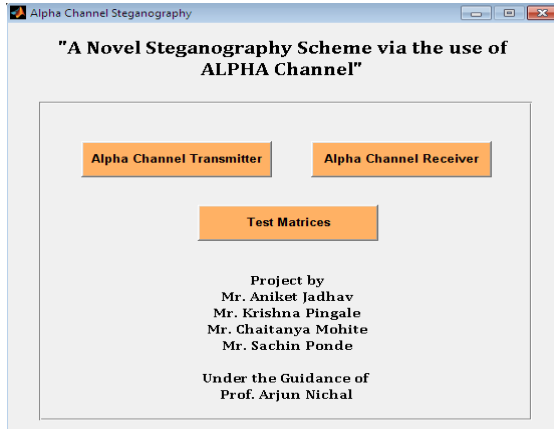 Alpha Channel Steganography
"A Novel Steganography Scheme via the use of
ALPHA Channel"
Alpha Channel Transmitter
Alpha Channel Receiver
Test Matrices
Project by
Mr. Aniket Jadhav
Mr. Krishna Pingale
Mr. Chaitanya Mohite
Mr. Sachin Ponde
Under the Guidance of
Prof. Arjun Nichal